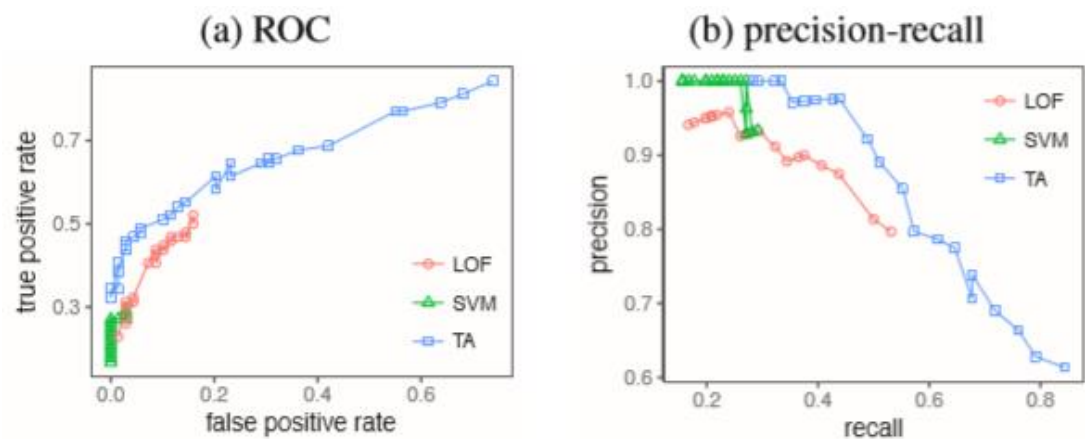 (a) ROC
true positive rate
0.7
0.5
0.3
0.0
0.2
0.4
0.6
false positive rate
LOF
SVM
TA
(b) precision-recall
precision
1.0
0.9
0.8
0.7
0.6
0.2
0.4
0.6
0.8
recall
LOF
SVM
TA